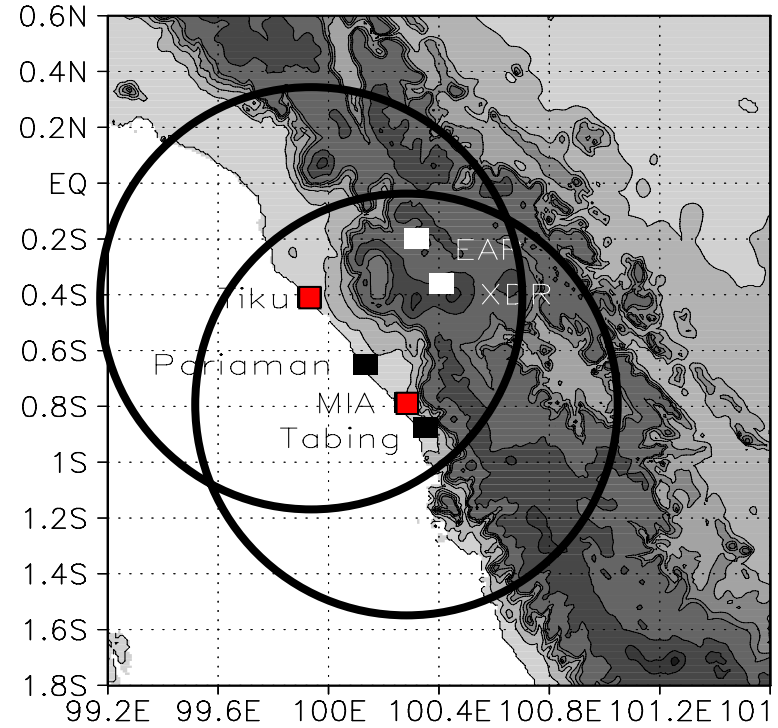 0.6N
0.4N
0.2N
EQ
0.2S
EAR
0.4S
Tiku
XDR
0.6S
Pariaman
0.8S
MIA
Tabing
1S
1.2S
1.4S
1.6S
1.8S
99.2E 99.6E 100E 100.4E 100.8E 101.2E 101